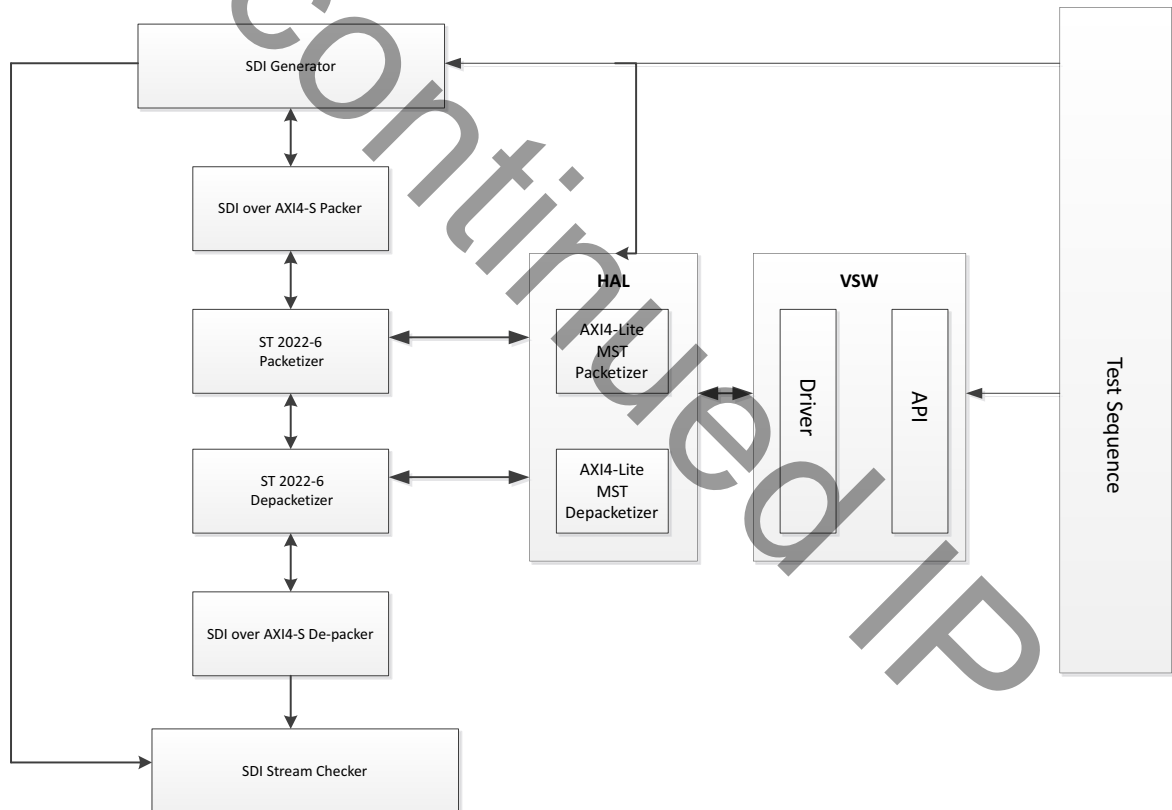 SDI Generator
SDI over AXI4-S Packer
HAL
VSW
ST 2022-6
Packetizer
AXI4-Lite
MST
Packetizer
Driver
API
Test Sequence
ST 2022-6
Depacketizer
AXI4-Lite
MST
Depacketizer
SDI over AXI4-S De-packer
SDI Stream Checker
continued IP